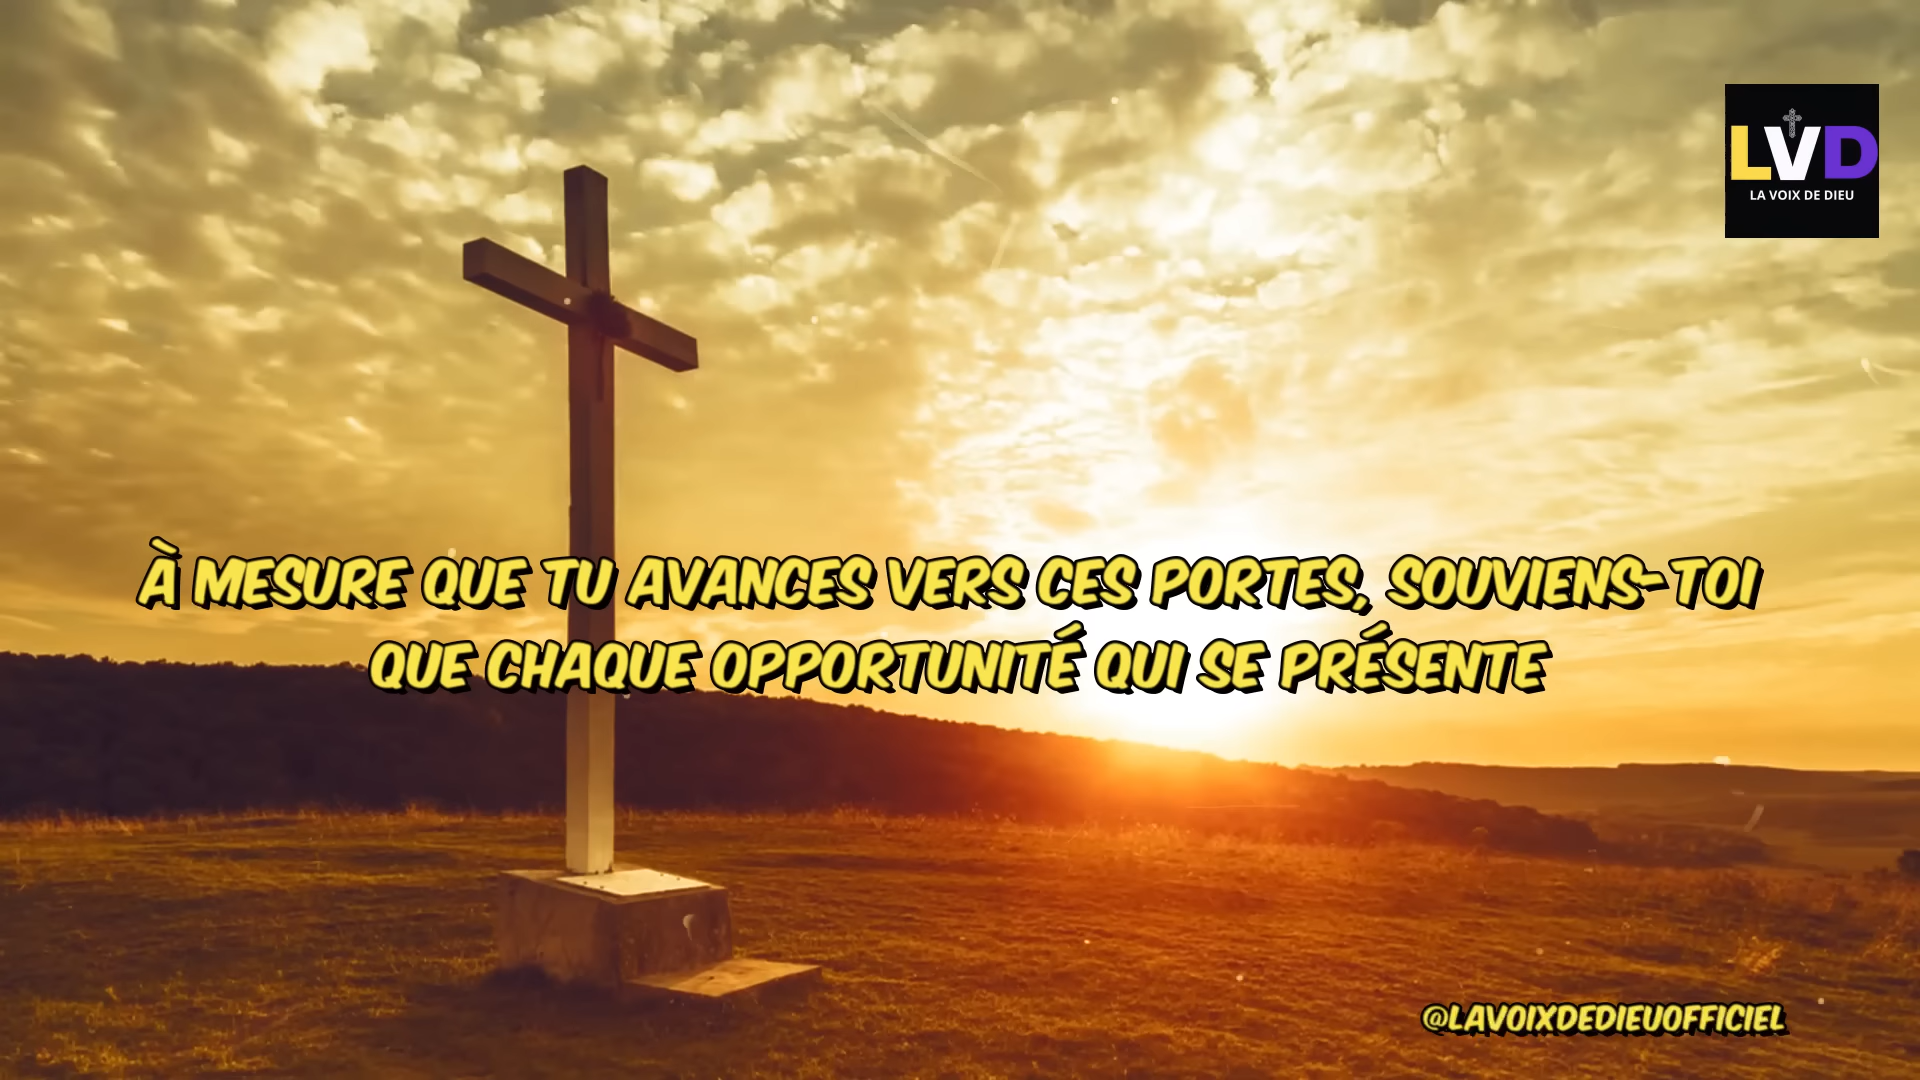 LVD
LA VOIX DE DIEU
À MESURE QUE TU AVANCES VERS CES PORTES, SOUVIENS-TOI
QUE CHAQUE OPPORTUNITÉ QUI SE PRÉSENTE
@LAVOIXDEDIEUOFFICIEL